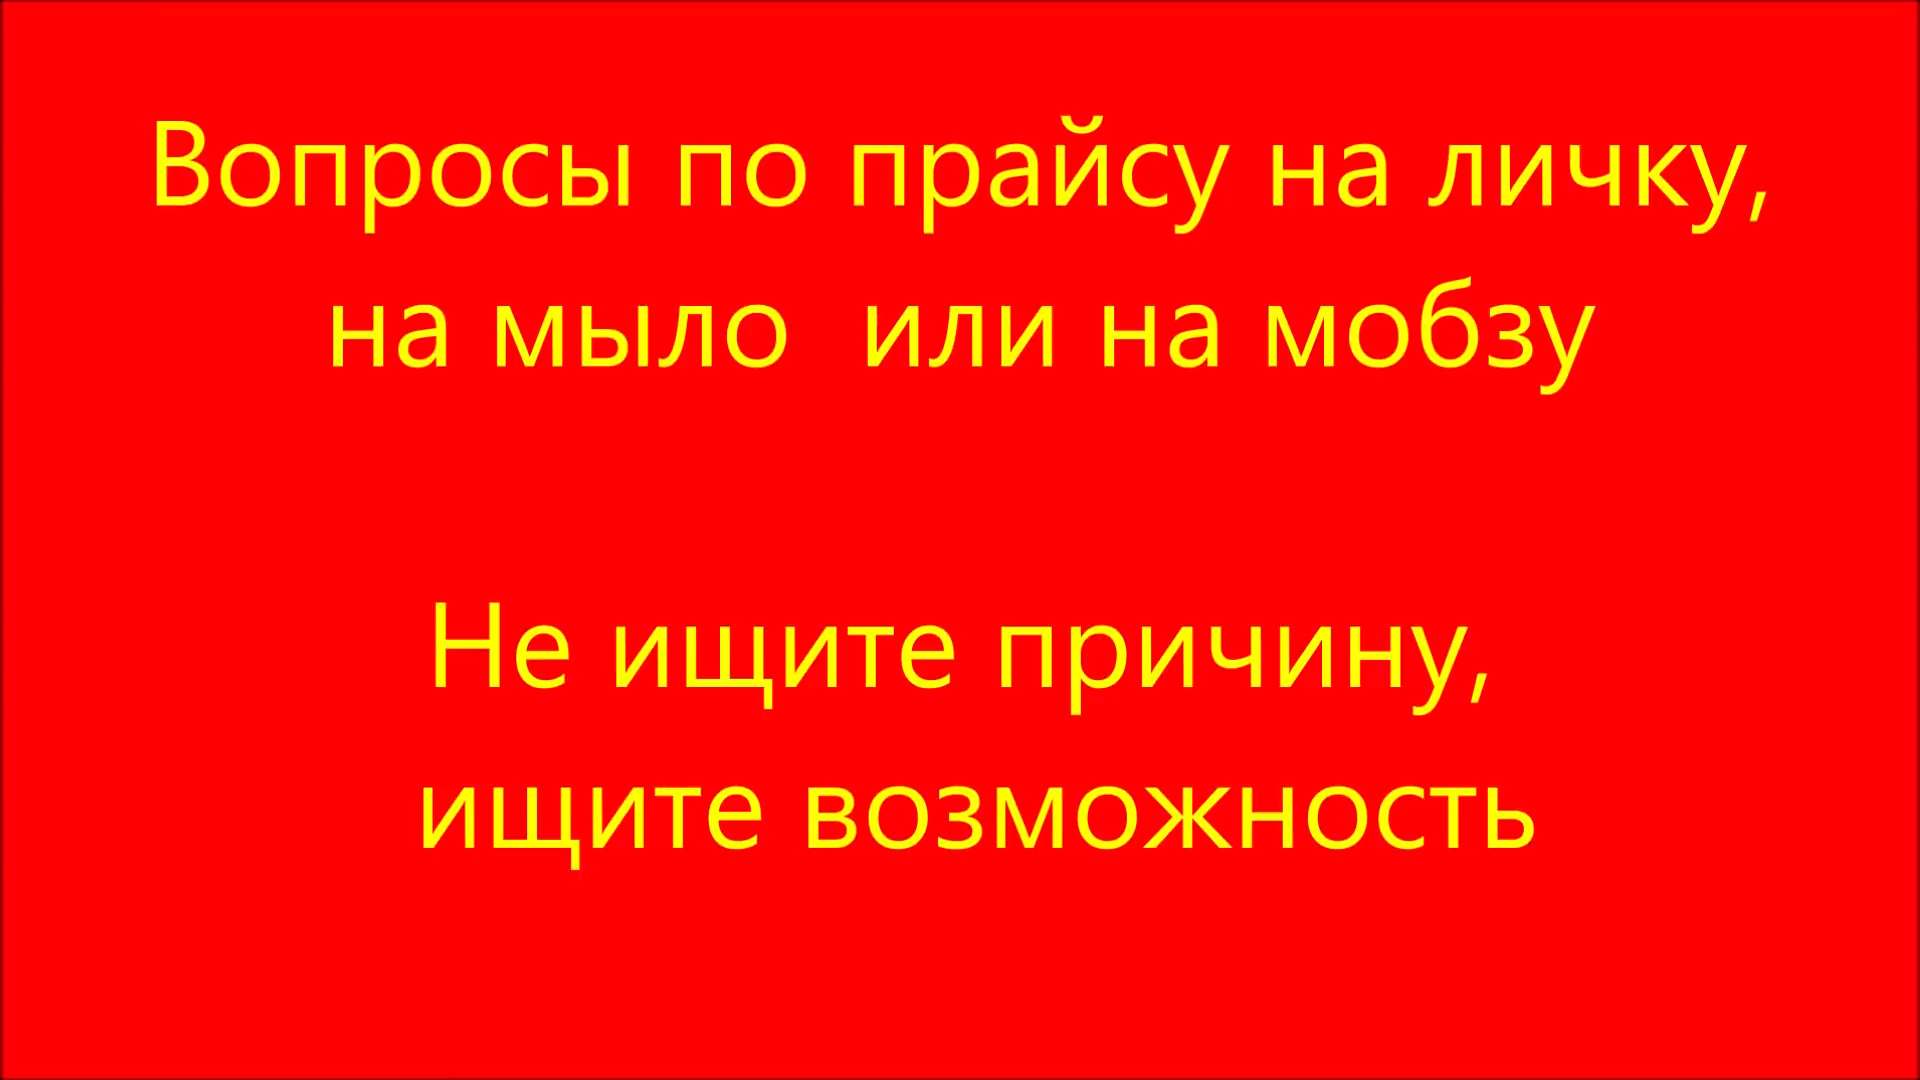 Вопросы по прайсу на личку,
на мыло  или на мобзу
Не ищите причину,
ищите возможность